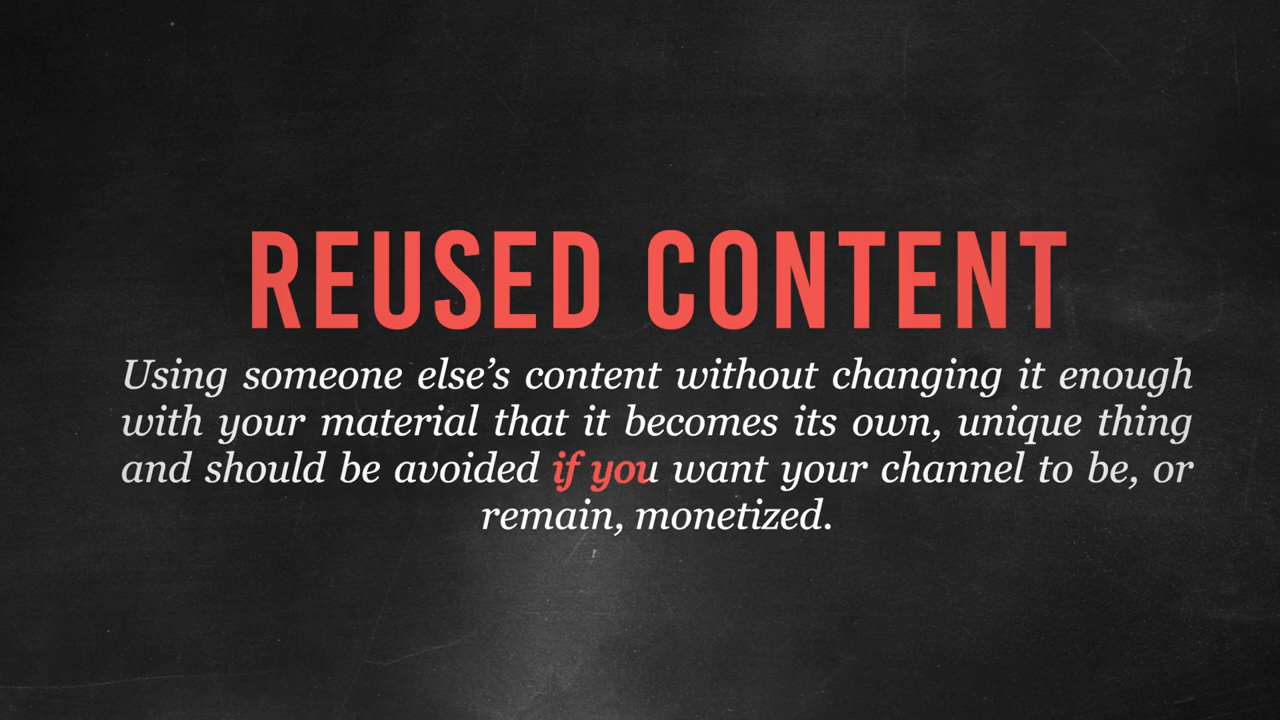 REUSED CONTENT
Using someone else’s content without changing it enough
with your material that it becomes its own, unique thing
and should be avoided if you want your channel to be, or
remain, monetized.